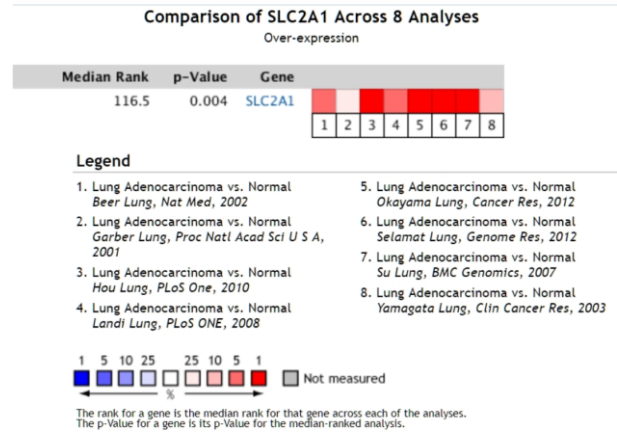 Comparison of SLC2A1 Across 8 Analyses
Over-expression
Median Rank p-Value Gene
116.5 0.004 SLC2A1
1 2 3 4 5 6 7 8
Legend
1. Lung Adenocarcinoma vs. Normal
Beer Lung, Nat Med, 2002
2. Lung Adenocarcinoma vs. Normal
Garber Lung, Proc Natl Acad Sci U S A,
2001
3. Lung Adenocarcinoma vs. Normal
Hou Lung, PLoS One, 2010
4. Lung Adenocarcinoma vs. Normal
Landi Lung, PLoS ONE, 2008
5. Lung Adenocarcinoma vs. Normal
Okayama Lung, Cancer Res, 2012
6. Lung Adenocarcinoma vs. Normal
Selamat Lung, Genome Res, 2012
7. Lung Adenocarcinoma vs. Normal
Su Lung, BMC Genomics, 2007
8. Lung Adenocarcinoma vs. Normal
Yamagata Lung, Clin Cancer Res, 2003
1 5 10 25 25 10 5 1
Not measured
%
The rank for a gene is the median rank for that gene across each of the analyses.
The p-Value for a gene is its p-Value for the median-ranked analysis.